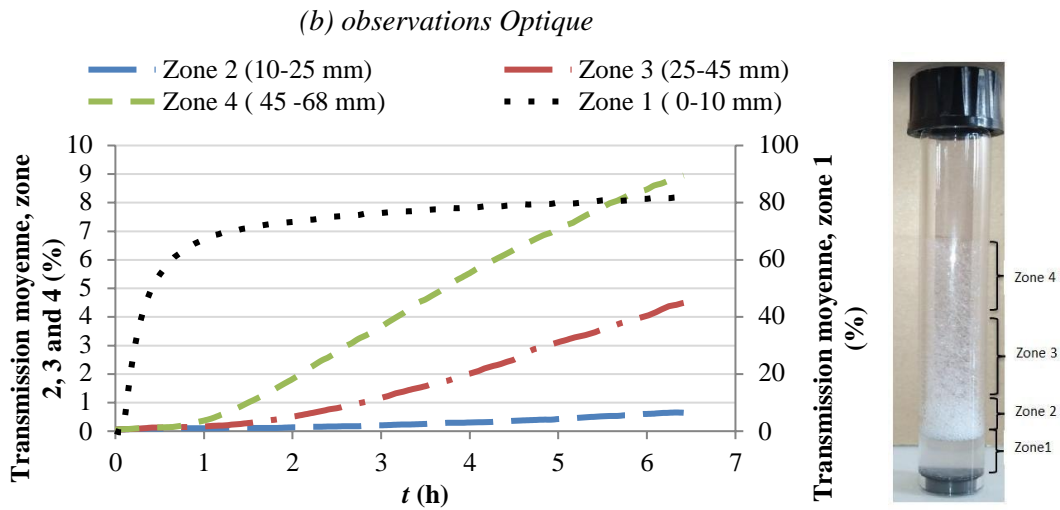 (b) observations Optique
Zone 2 (10-25 mm)
Zone 3 (25-45 mm)
Zone 4 ( 45 -68 mm)
Zone 1 ( 0-10 mm)
Transmission moyenne, zone
2, 3 and 4 (%)
10
9
8
7
6
5
4
3
2
1
0
0
1
2
3
4
5
6
7
t (h)
100
80
60
40
20
0
Transmission moyenne, zone 1
(%)
Zone 4
Zone 3
Zone 2
Zone1